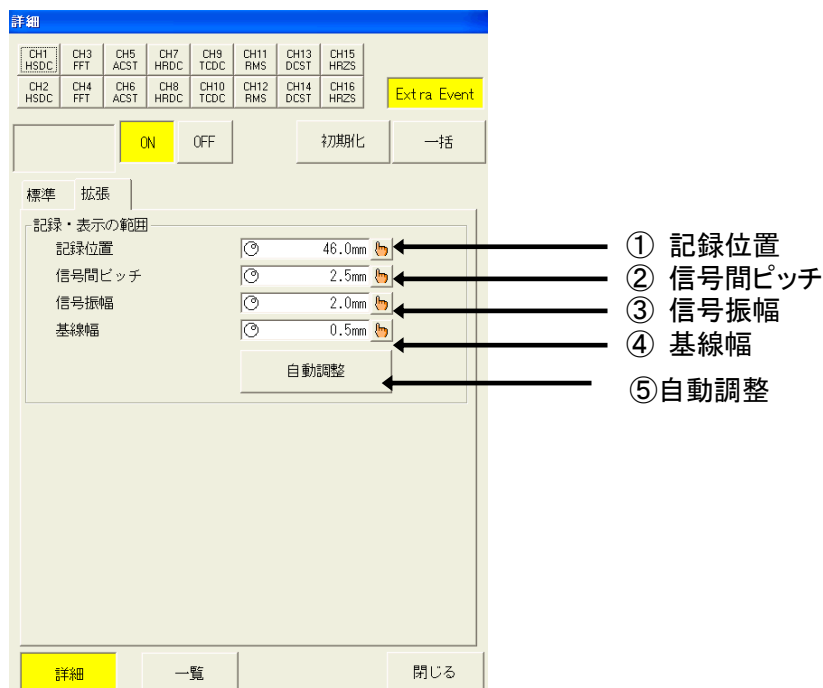 詳細
CH1 CH3 CH5 CH7 CH9 CH11 CH13 CH15
HSDC FFT ACST HRDC TCDC RMS DCST HRZS
CH2 CH4 CH6 CH8 CH10 CH12 CH14 CH16
HSDC FFT ACST HRDC TCDC RMS DCST HRZS
Extra Event
ON OFF 初期化 一括
標準 拡張
記録・表示の範囲
記録位置 46.0mm ① 記録位置
信号間ピッチ 2.5mm ② 信号間ピッチ
信号振幅 2.0mm ③ 信号振幅
基線幅 0.5mm ④ 基線幅
自動調整 ⑤自動調整
詳細 一覧 閉じる